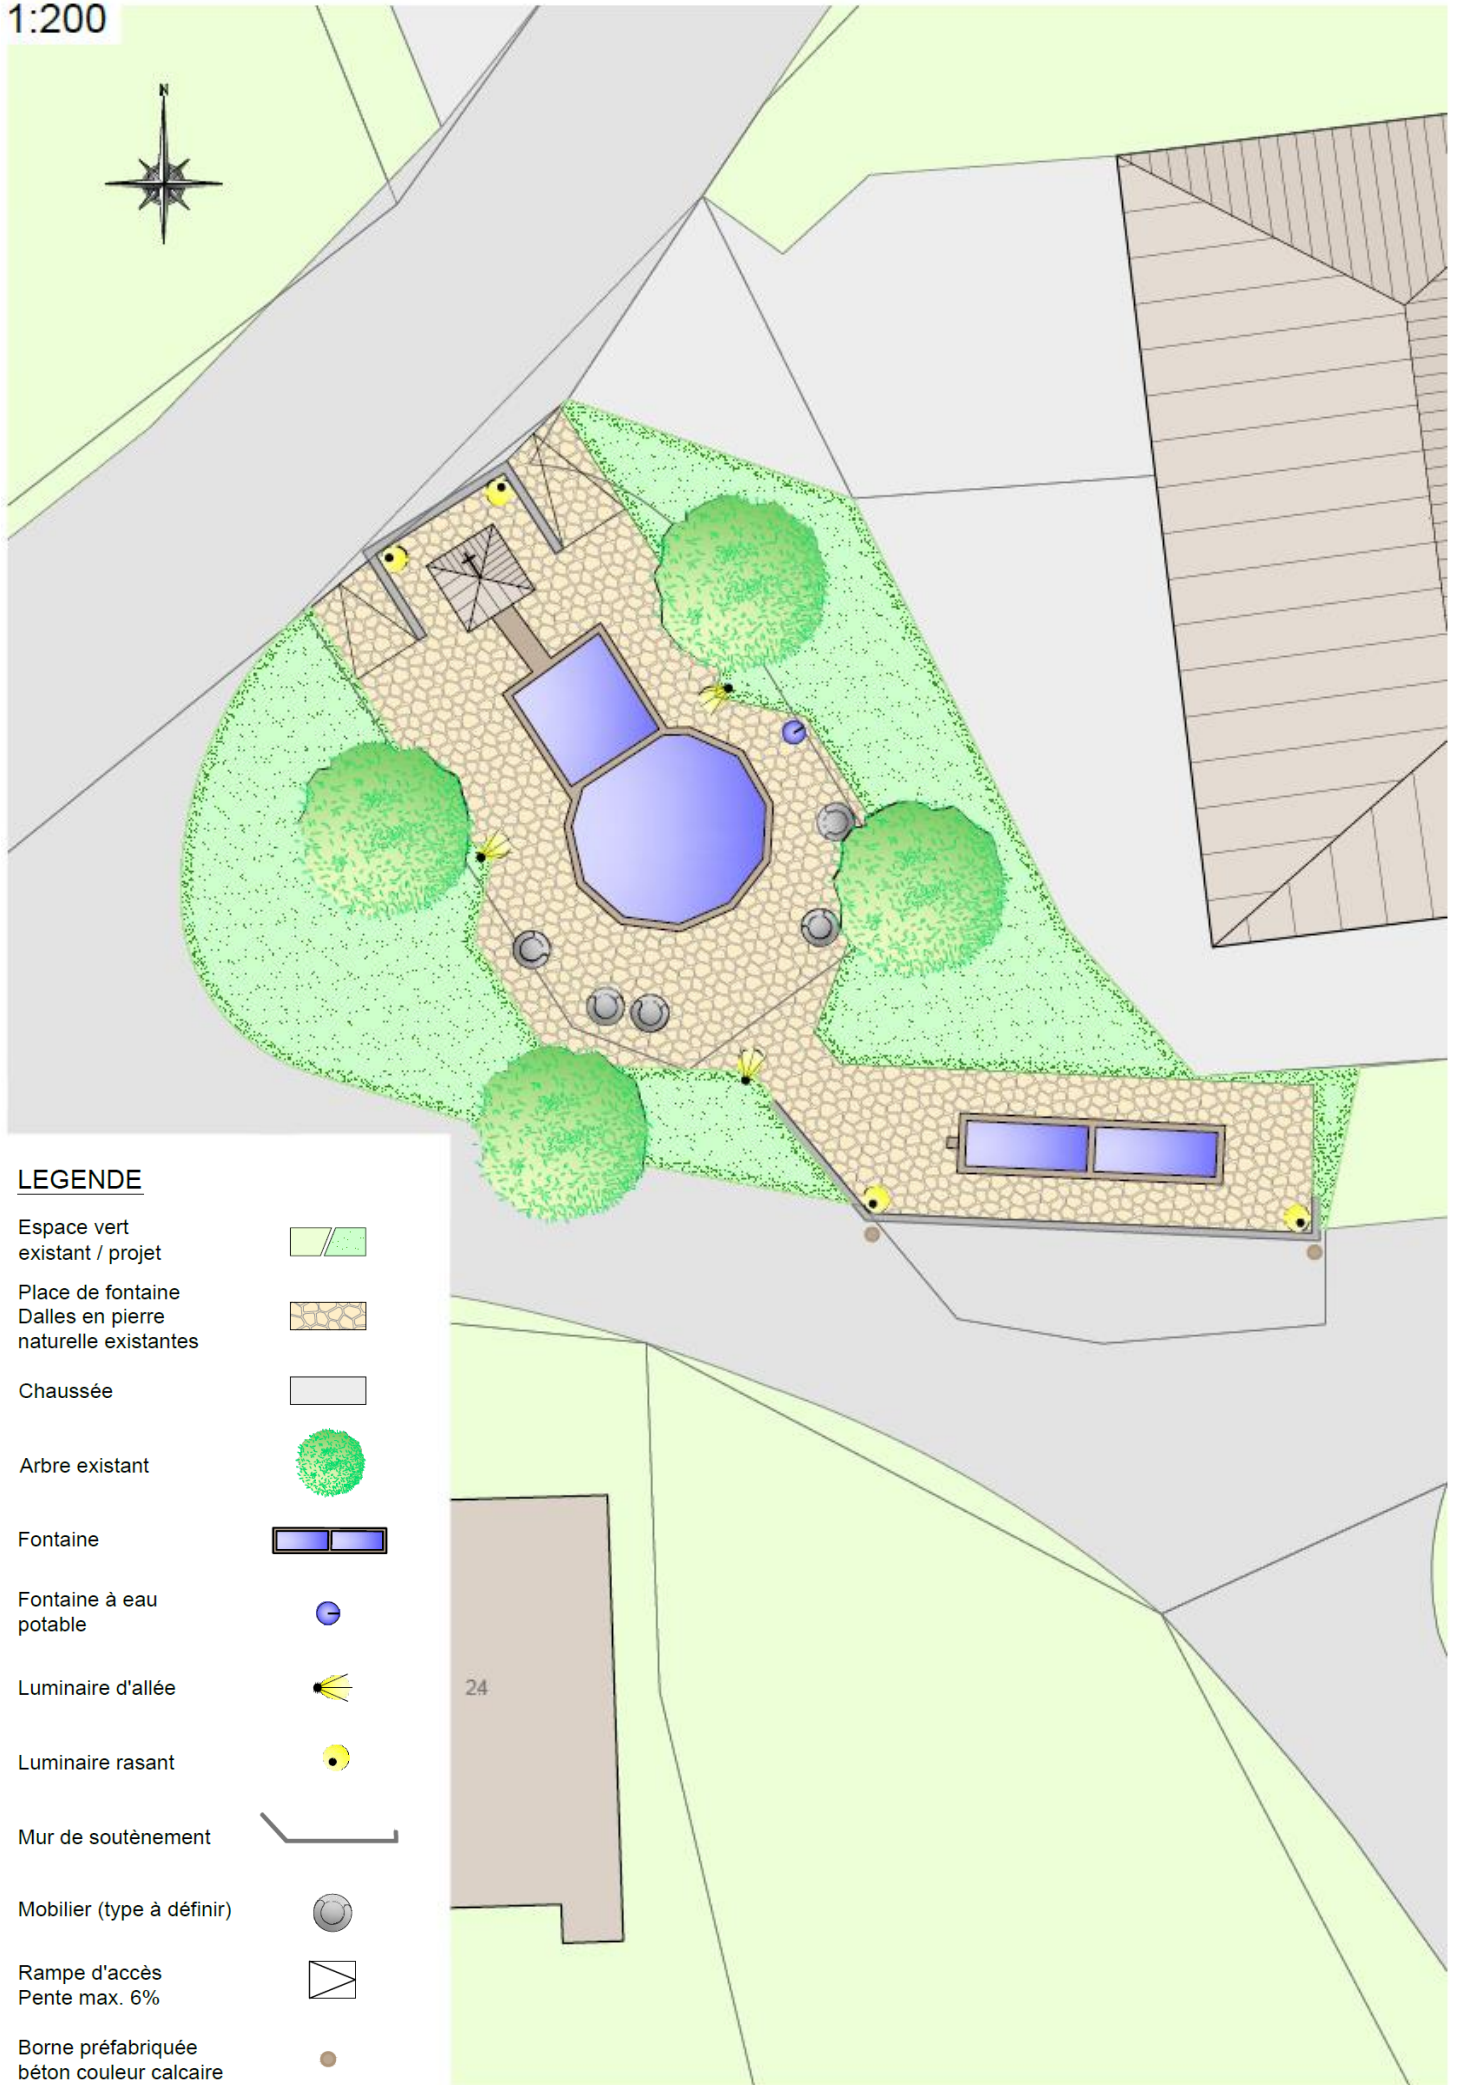 1:200
N
LEGENDE
Espace vert
existant / projet
Place de fontaine
Dalles en pierre
naturelle existantes
Chaussée
Arbre existant
Fontaine
Fontaine à eau
potable
Luminaire d'allée
24
Luminaire rasant
Mur de soutènement
Mobilier (type à définir)
Rampe d'accès
Pente max. 6%
Borne préfabriquée
béton couleur calcaire